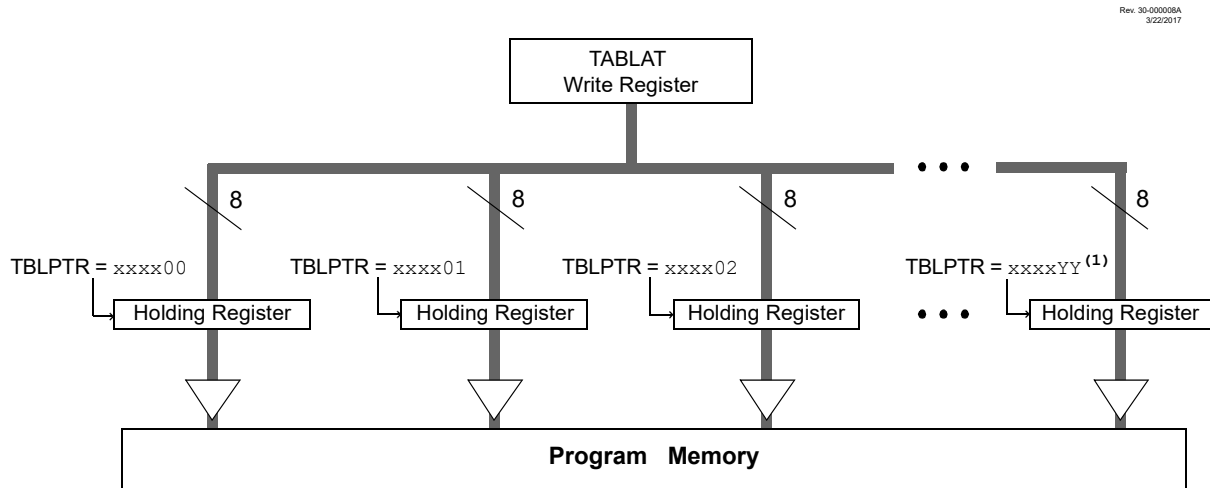 Rev. 30-000008A
3/22/2017
TABLAT
Write Register
8
8
8
8
TBLPTR = xxxx00
TBLPTR = xxxx01
TBLPTR = xxxx02
TBLPTR = xxxxYY(1)
Holding Register
Holding Register
Holding Register
Holding Register
Program Memory